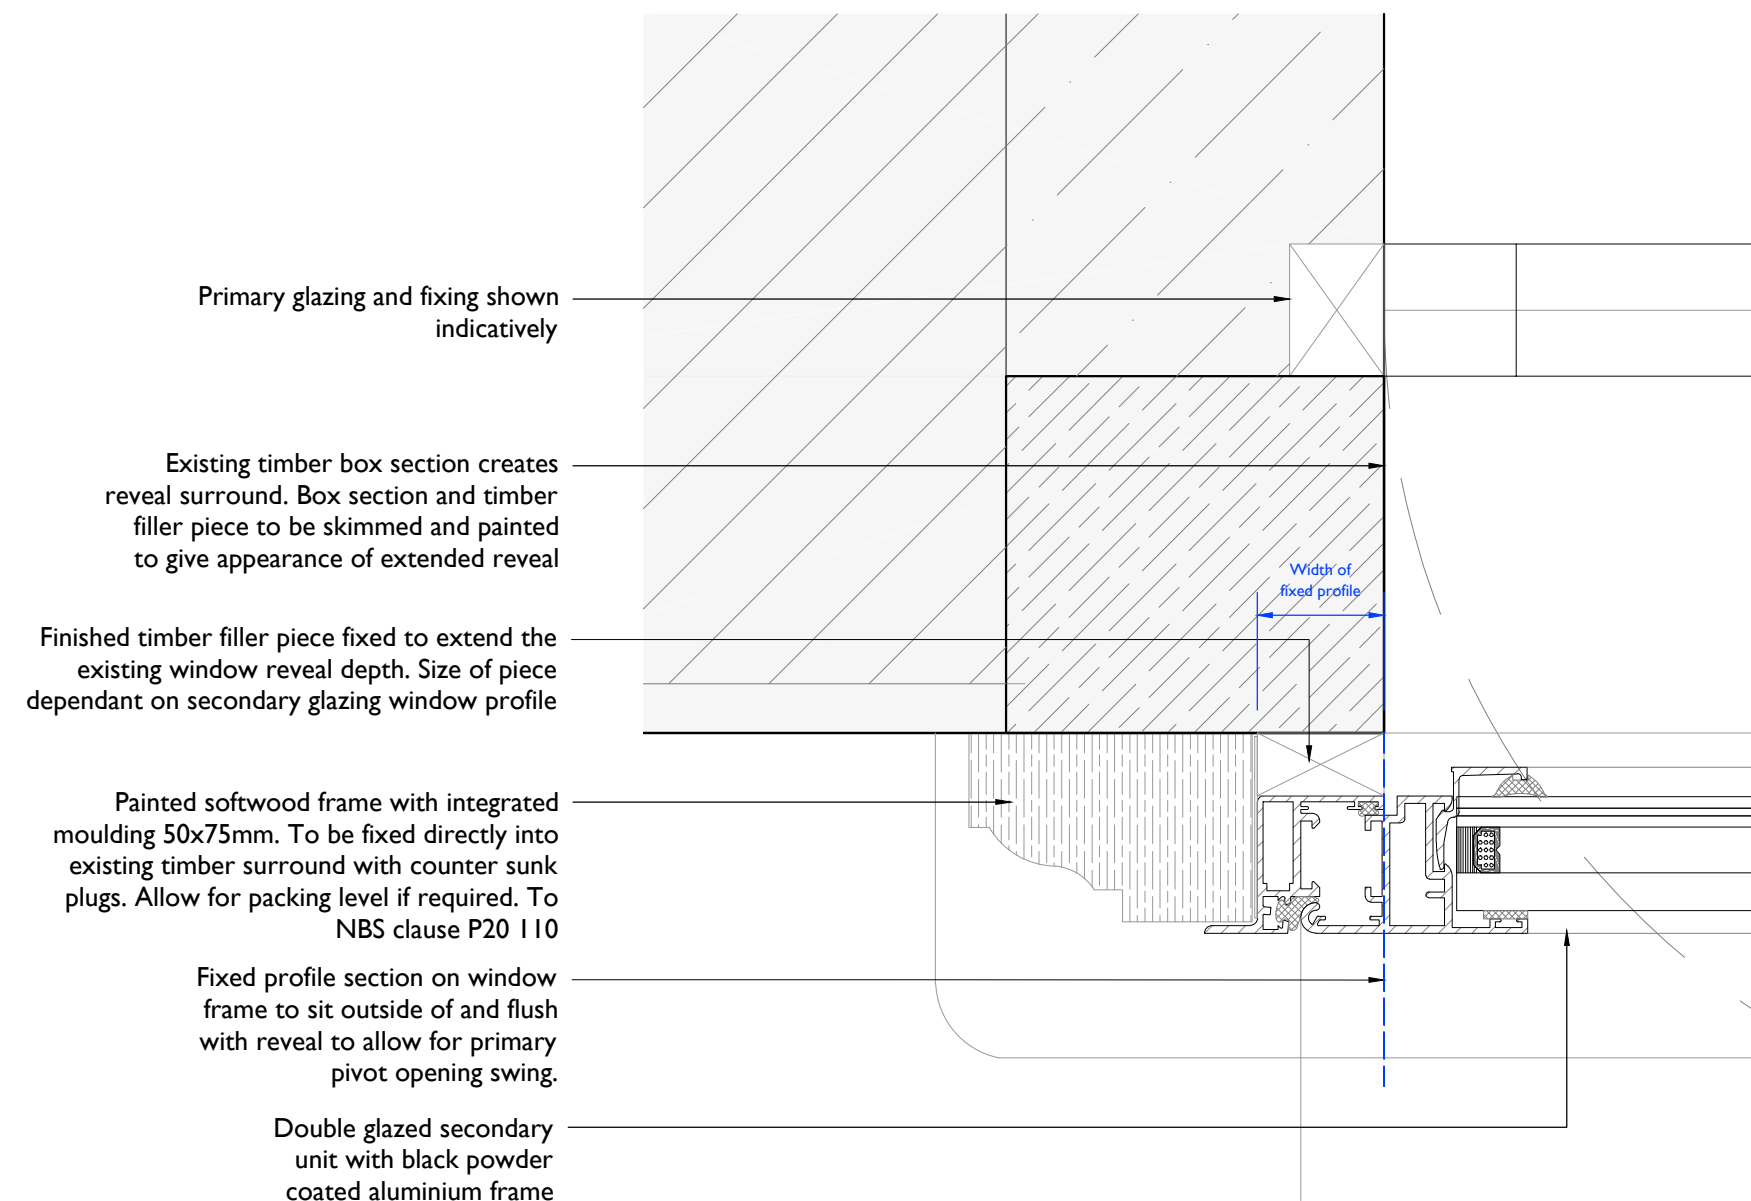 Primary glazing and fixing shown
indicatively
Existing timber box section creates
reveal surround. Box section and timber
filler piece to be skimmed and painted
to give appearance of extended reveal
Width of
fixed profile
Finished timber filler piece fixed to extend the
existing window reveal depth. Size of piece
dependant on secondary glazing window profile
Painted softwood frame with integrated
moulding 50x75mm. To be fixed directly into
existing timber surround with counter sunk
plugs. Allow for packing level if required. To
NBS clause P20 110
Fixed profile section on window
frame to sit outside of and flush
with reveal to allow for primary
pivot opening swing.
Double glazed secondary
unit with black powder
coated aluminium frame